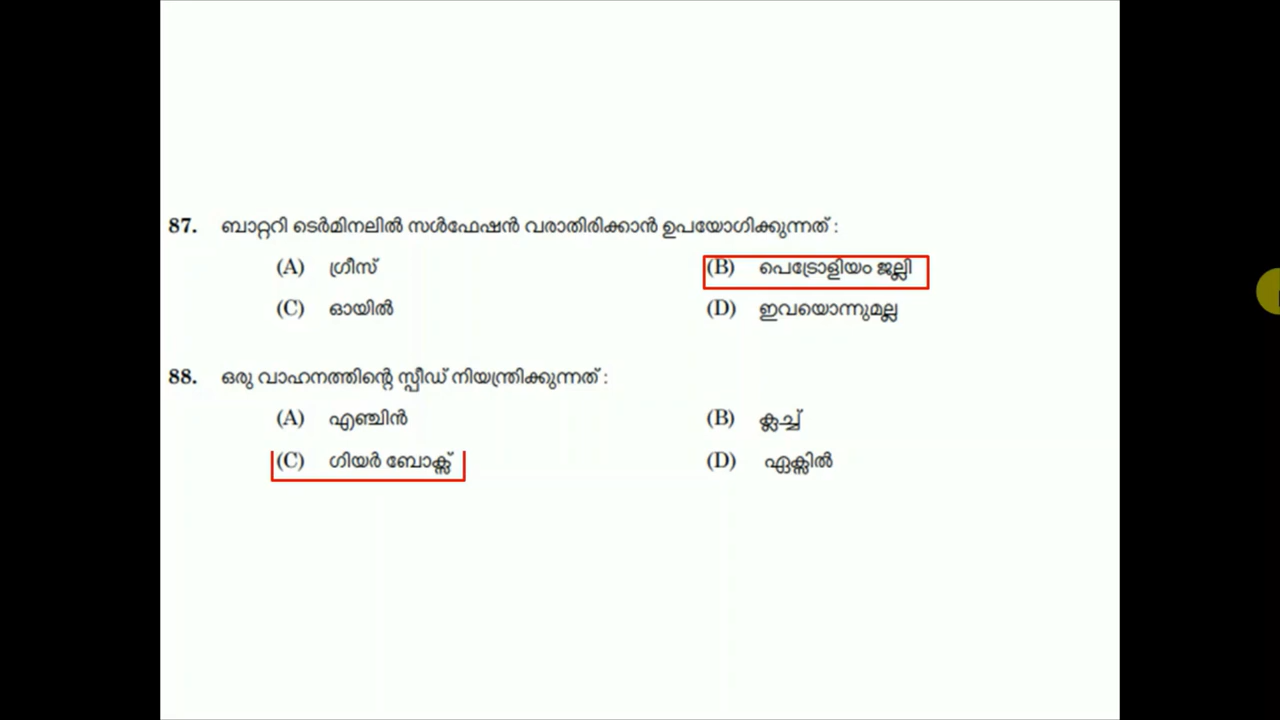 87. ബാറ്ററി ടെർമിനലിൽ സൾഫേഷൻ വരാതിരിക്കാൻ ഉപയോഗിക്കുന്നത് :
(A) ഗ്രീസ് (B) പെട്രോളിയം ജല്ലി
(C) ഓയിൽ (D) ഇവയൊന്നുമല്ല
88. ഒരു വാഹനത്തിന്റെ സ്പീഡ് നിയന്ത്രിക്കുന്നത് :
(A) എഞ്ചിൻ (B) ക്ലച്ച്
(C) ഗിയർ ബോക്സ് (D) ഏക്സിൽ